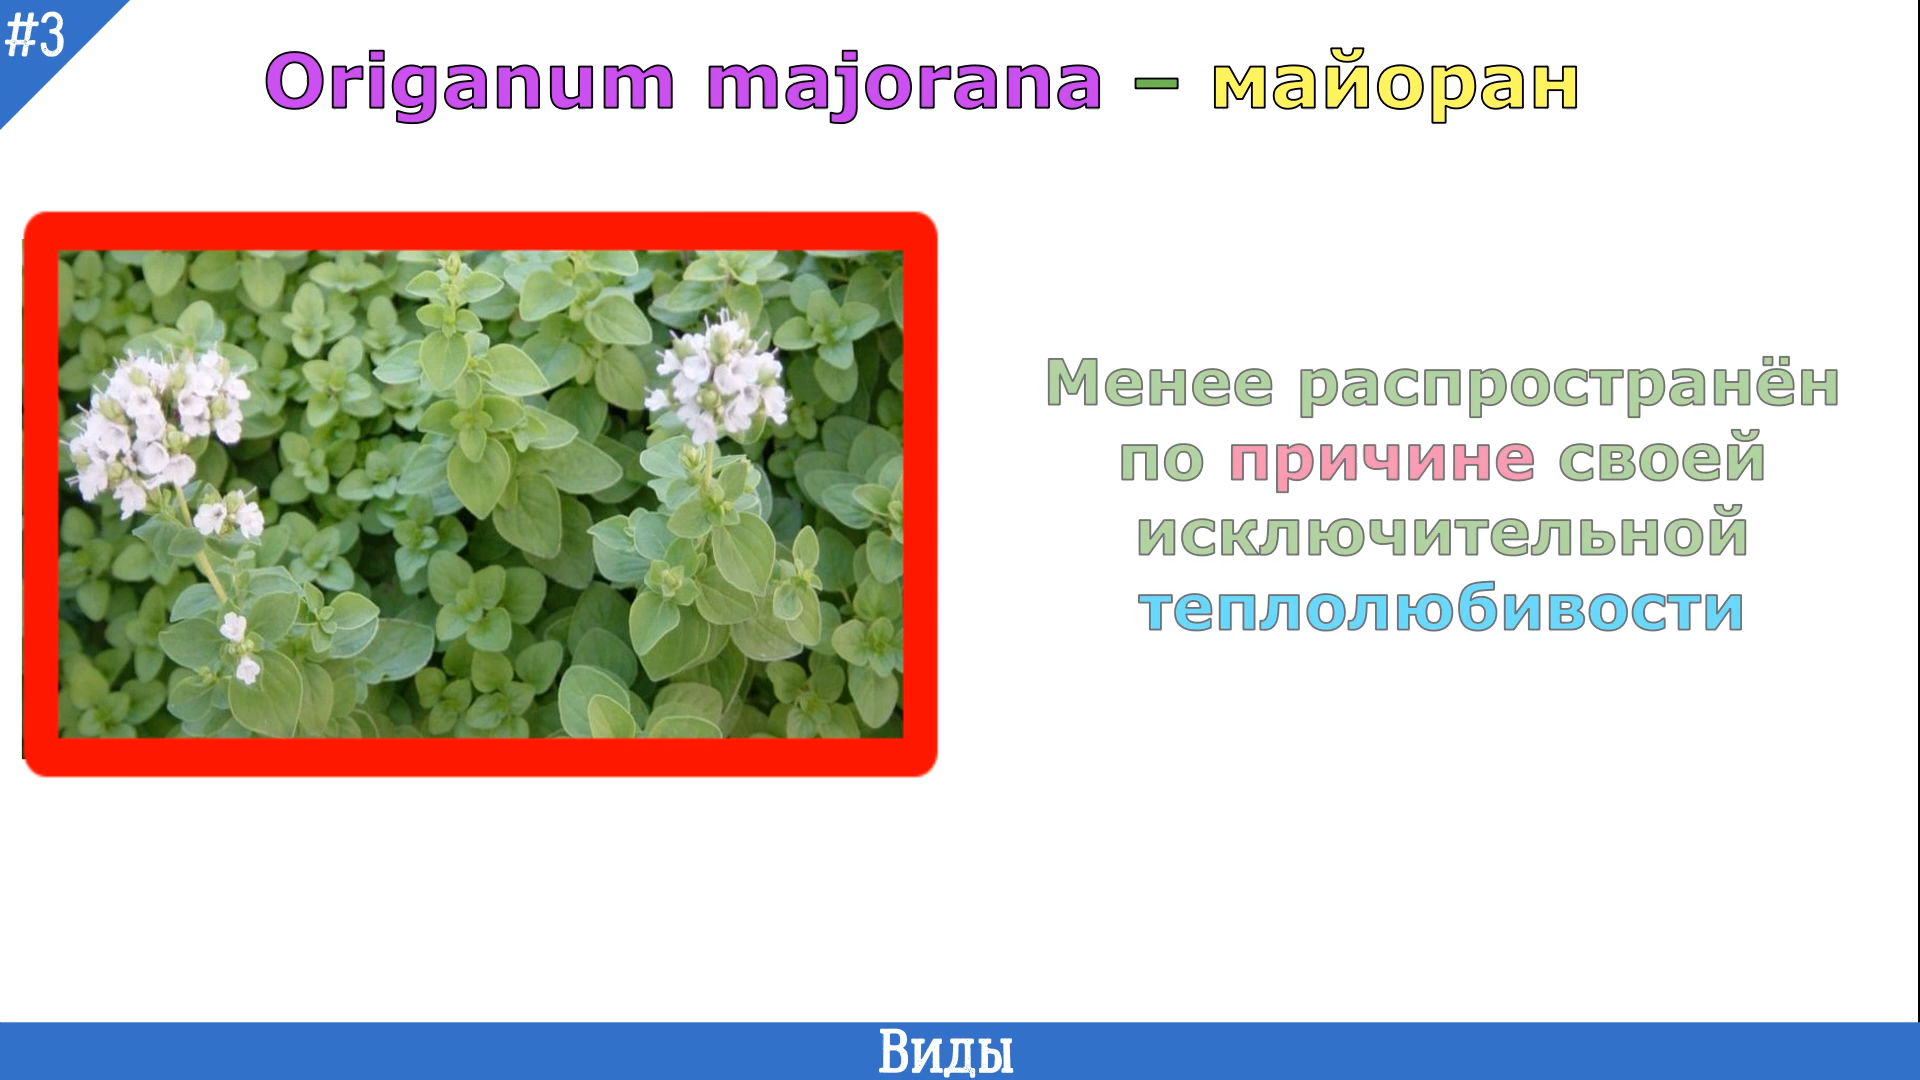 #3
Origanum majorana – майоран
Менее распространён
по причине своей
исключительной
теплолюбивости
Виды